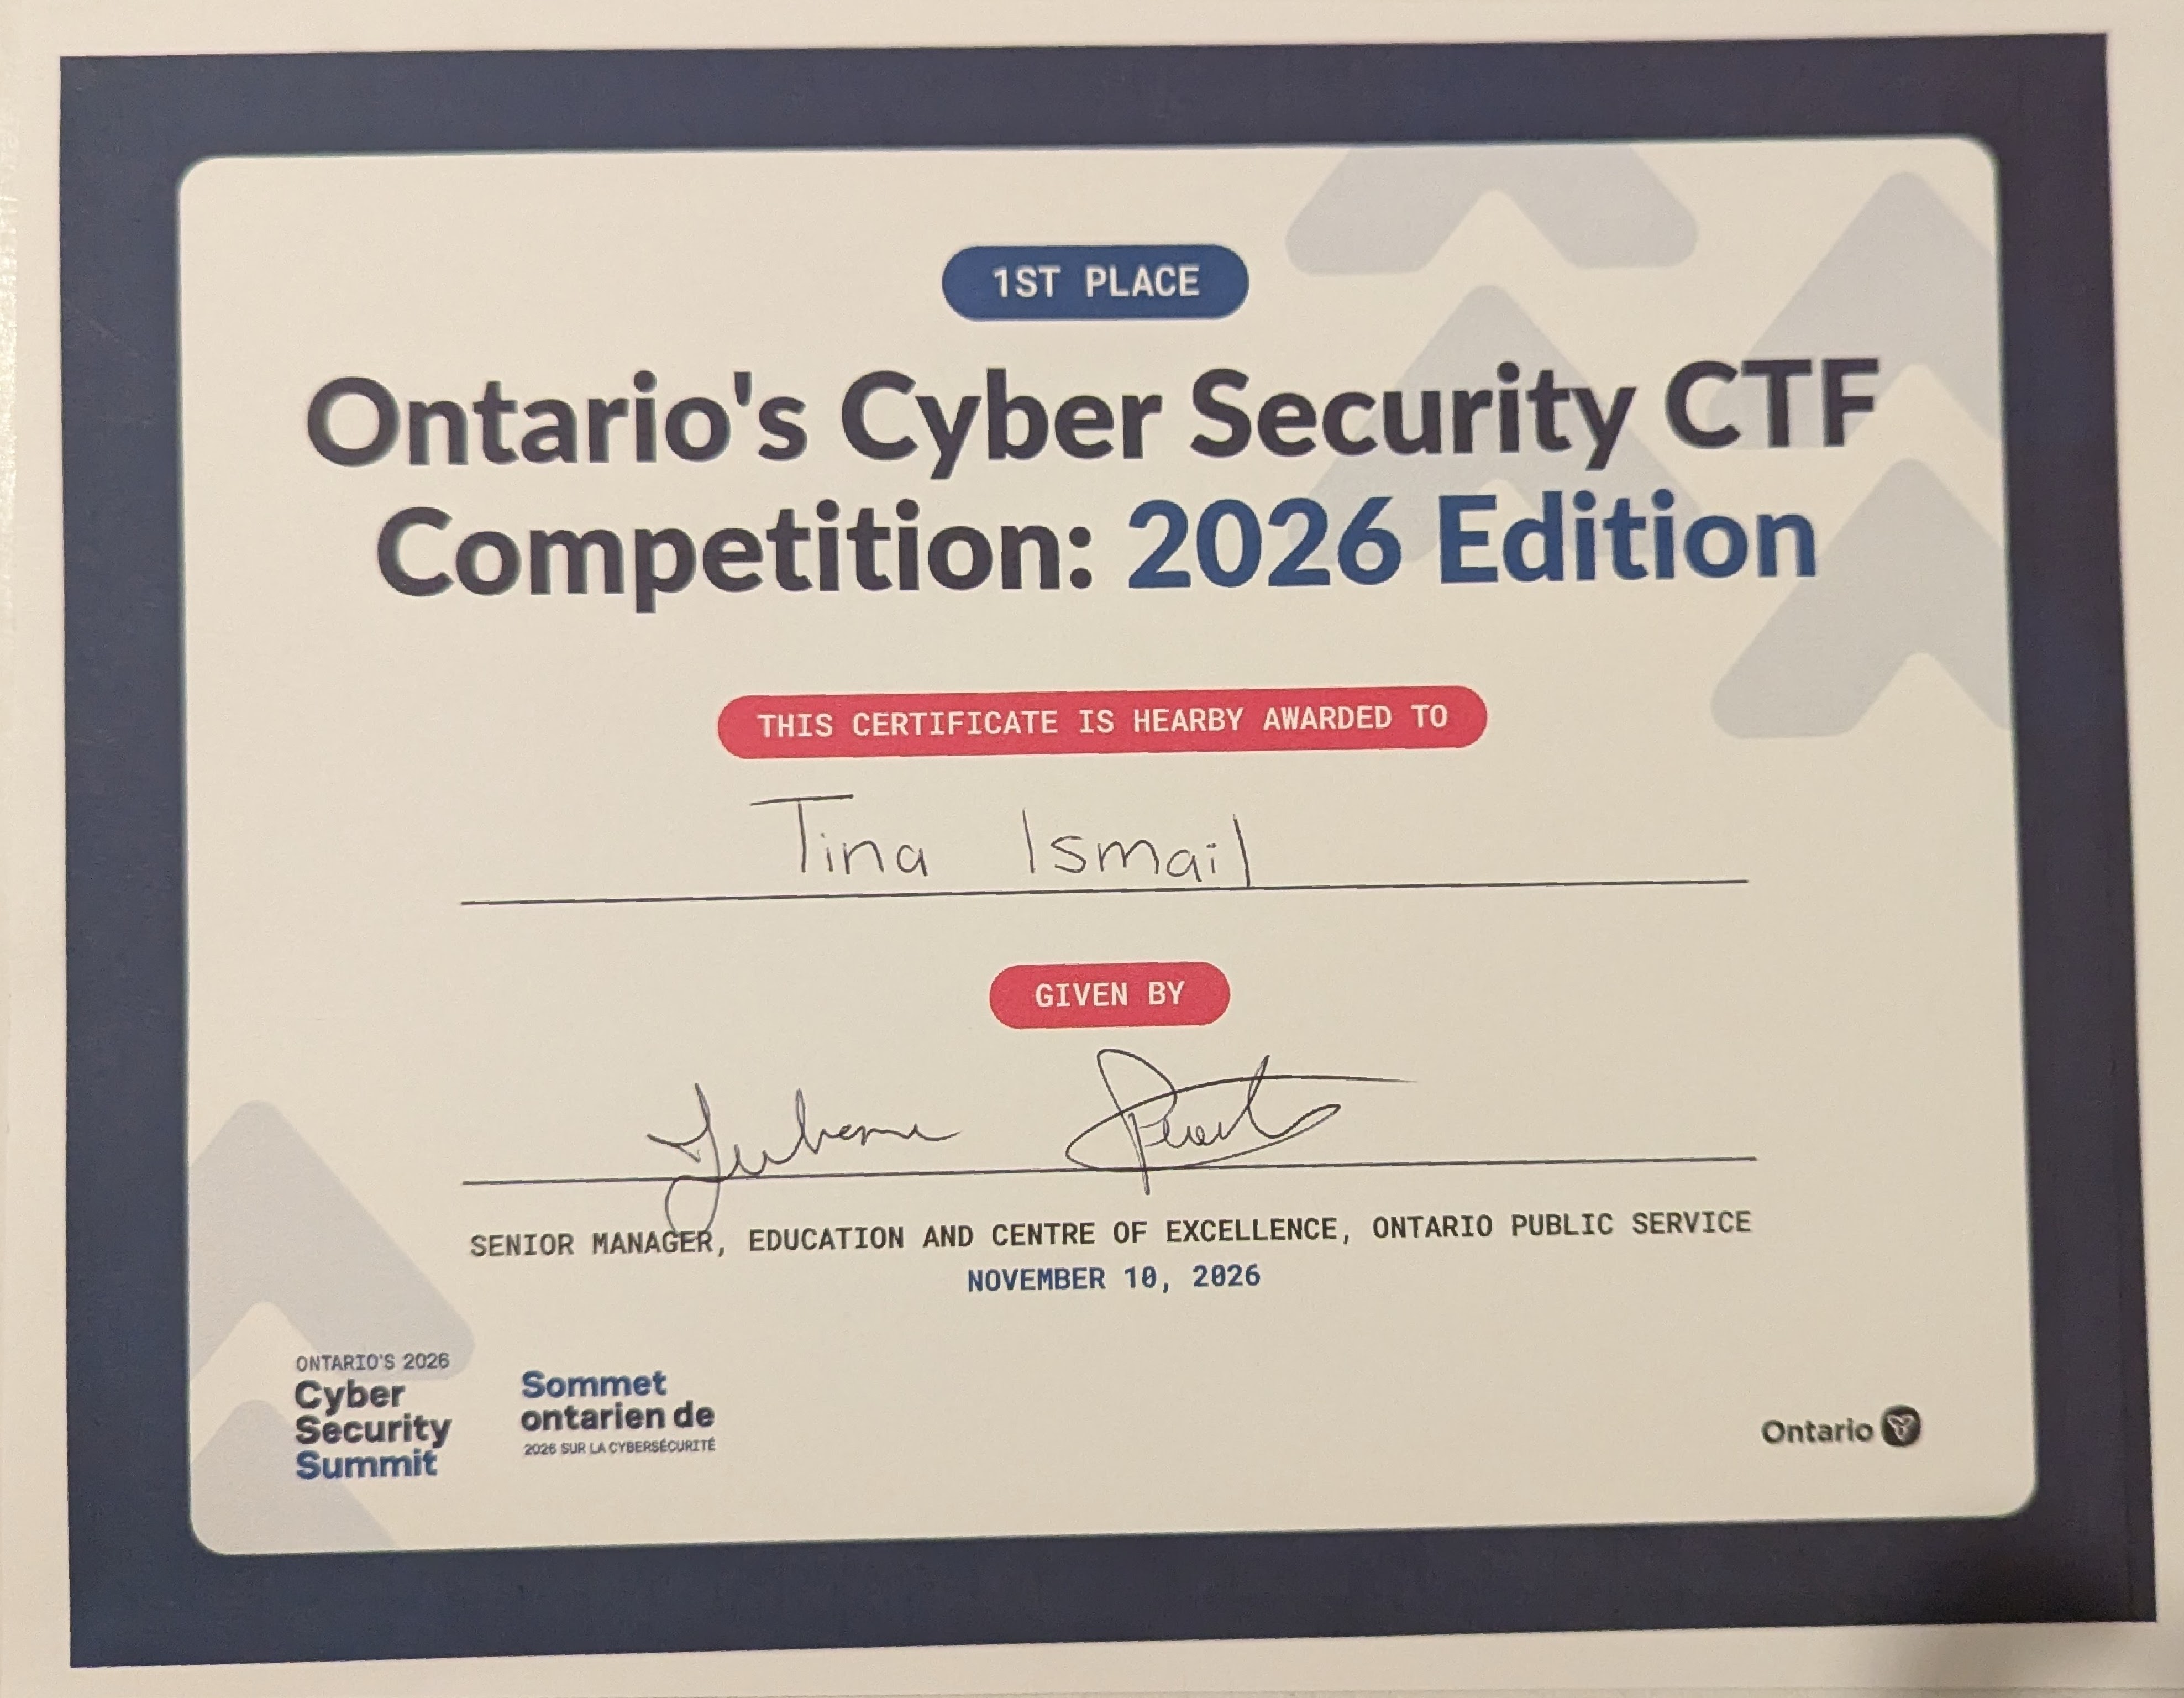 1ST PLACE
Ontario's Cyber Security CTF
Competition: 2026 Edition
THIS CERTIFICATE IS HEARBY AWARDED TO
Tina Ismail
GIVEN BY
SENIOR MANAGER, EDUCATION AND CENTRE OF EXCELLENCE, ONTARIO PUBLIC SERVICE
NOVEMBER 10, 2026
ONTARIO'S 2026
Cyber
Security
Summit
Sommet
ontarien de
2026 SUR LA CYBERSÉCURITÉ
Ontario